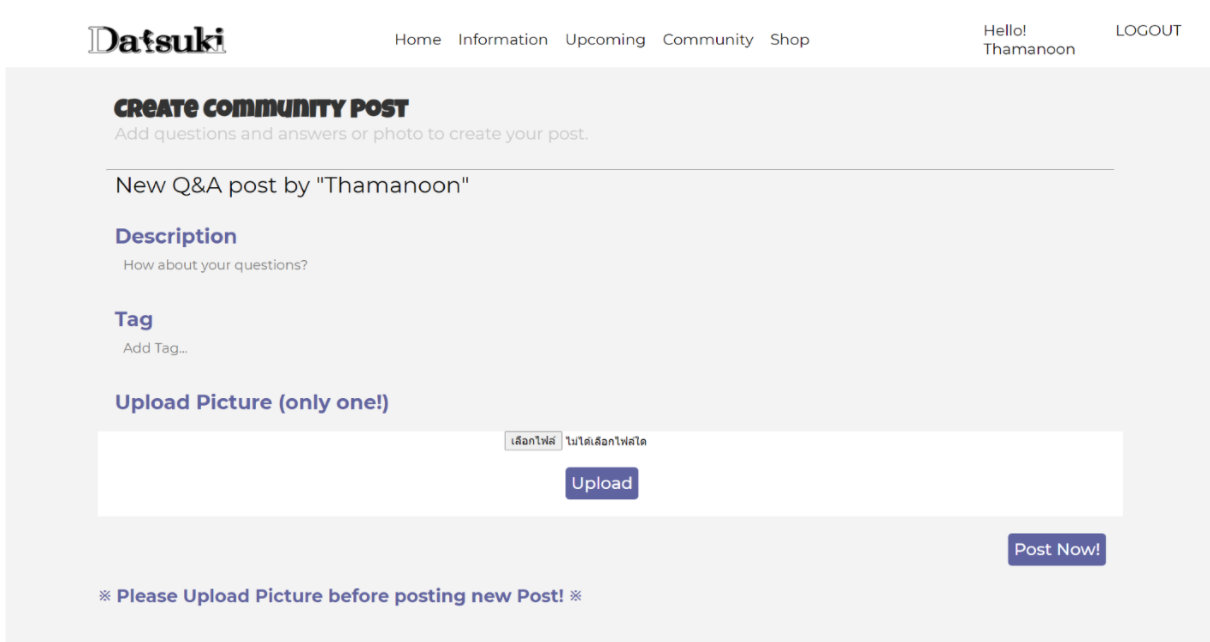 Datsuki
Home Information Upcoming Community Shop
Hello!
Thamanoon
LOGOUT
CREATE COMMUNITY POST
Add questions and answers or photo to create your post.
New Q&A post by "Thamanoon"
Description
How about your questions?
Tag
Add Tag...
Upload Picture (only one!)
เลือกไฟล์ ไม่ได้เลือกไฟล์ใด
Upload
Post Now!
※ Please Upload Picture before posting new Post! ※